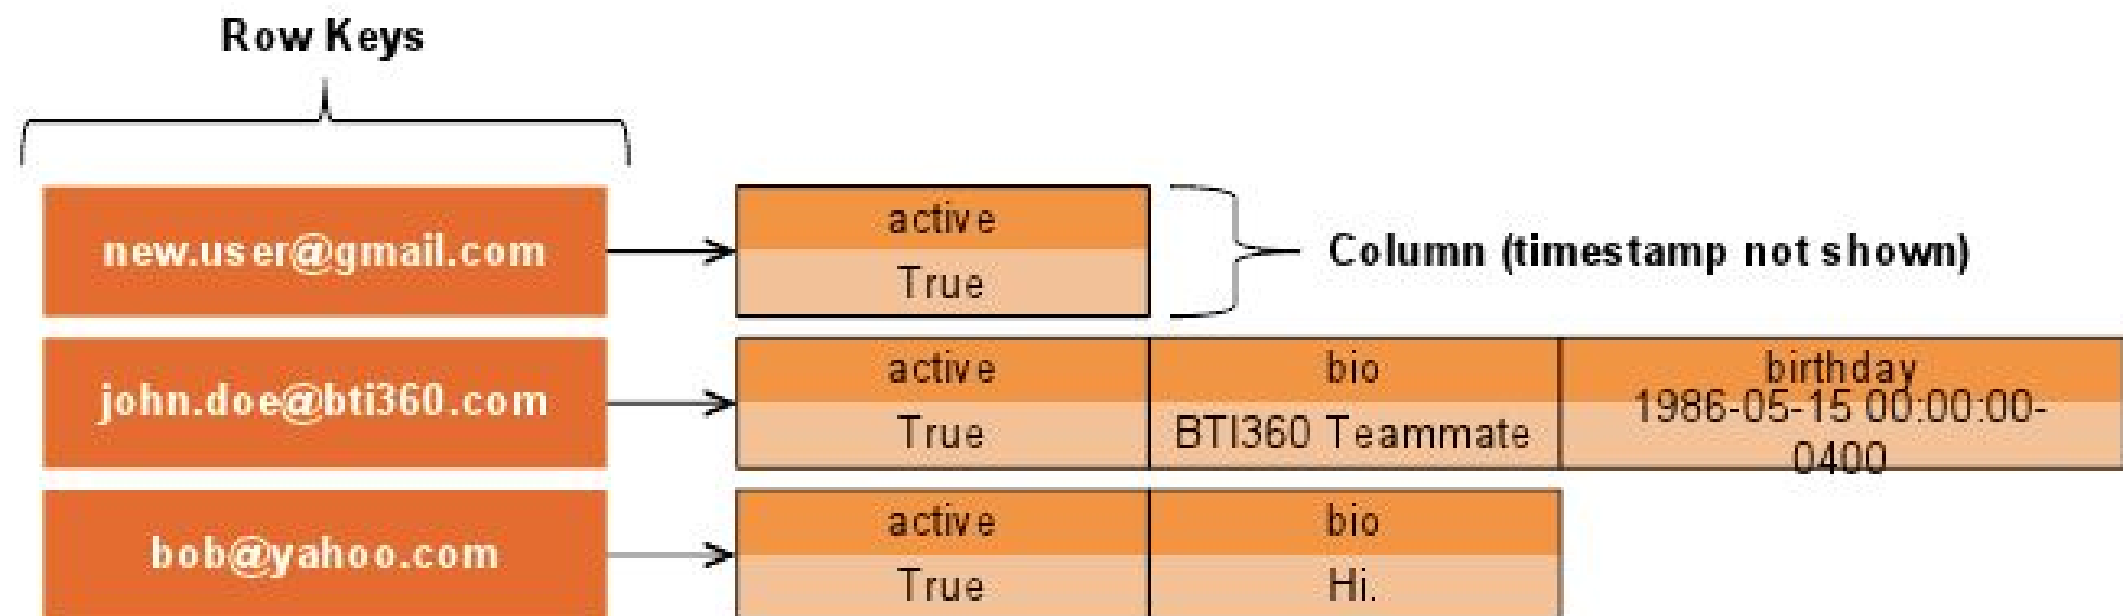 Row Keys
new.user@gmail.com
active
True
Column (timestamp not shown)
john.doe@bti360.com
active
True
bio
BTI360 Teammate
birthday
1986-05-15 00:00:00-
0400
bob@yahoo.com
active
True
bio
Hi.